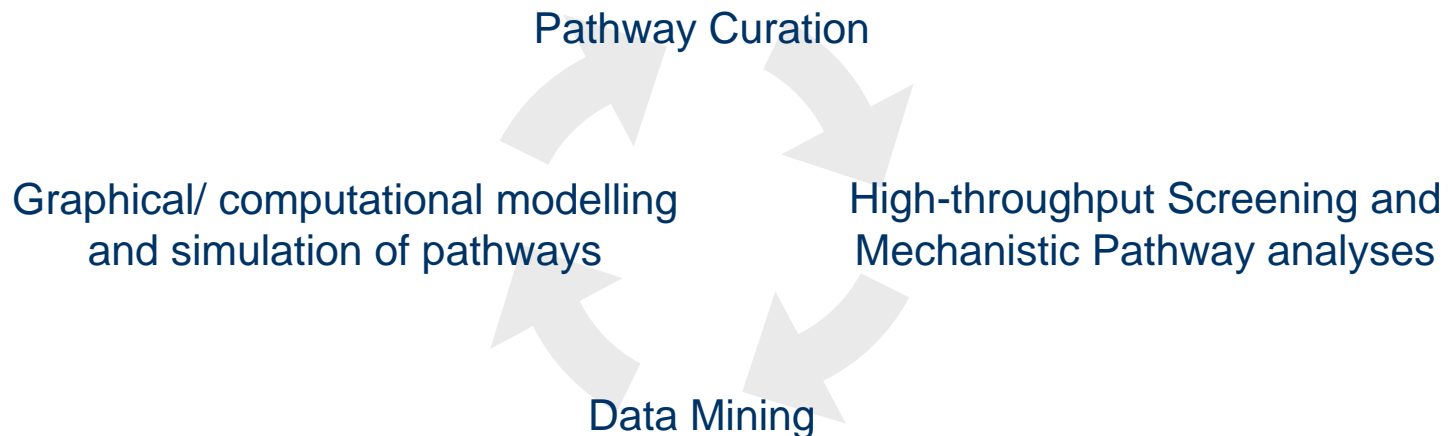 Pathway Curation
Graphical/ computational modelling
and simulation of pathways
High-throughput Screening and
Mechanistic Pathway analyses
Data Mining